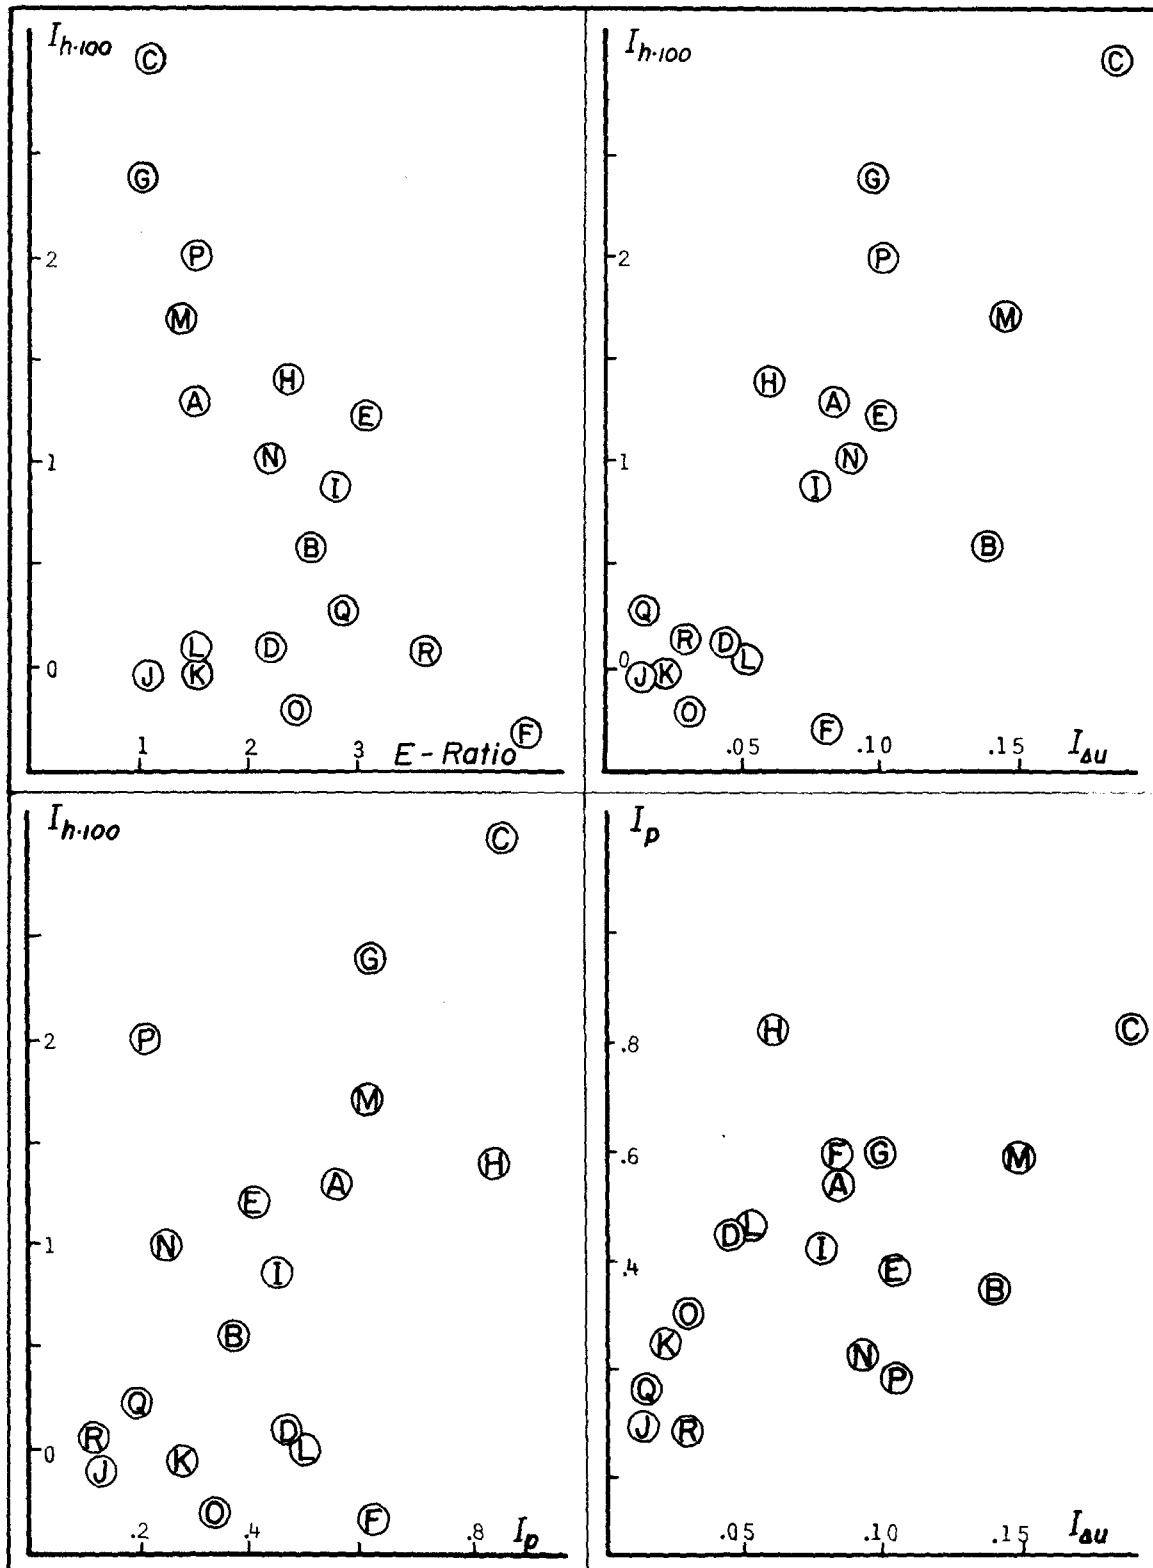 I_h·100
C
G
2
P
M
H
A
E
N
1
I
B
Q
L
D
R
0
J
K
O
F
1 2 3 E-Ratio
I_h·100
C
G
2
P
M
H
A
E
N
1
I
B
Q
R
D
L
0
J
K
O
F
.05 .10 .15 I_Δu
I_h·100
C
G
P
2
M
H
A
E
N
1
I
B
Q
R
D
L
0
K
J
O
F
.2 .4 .8 I_p
I_p
H
C
.8
F
G
M
.6
A
L
D
I
.4
E
B
O
K
N
P
Q
J
R
.05 .10 .15 I_Δu